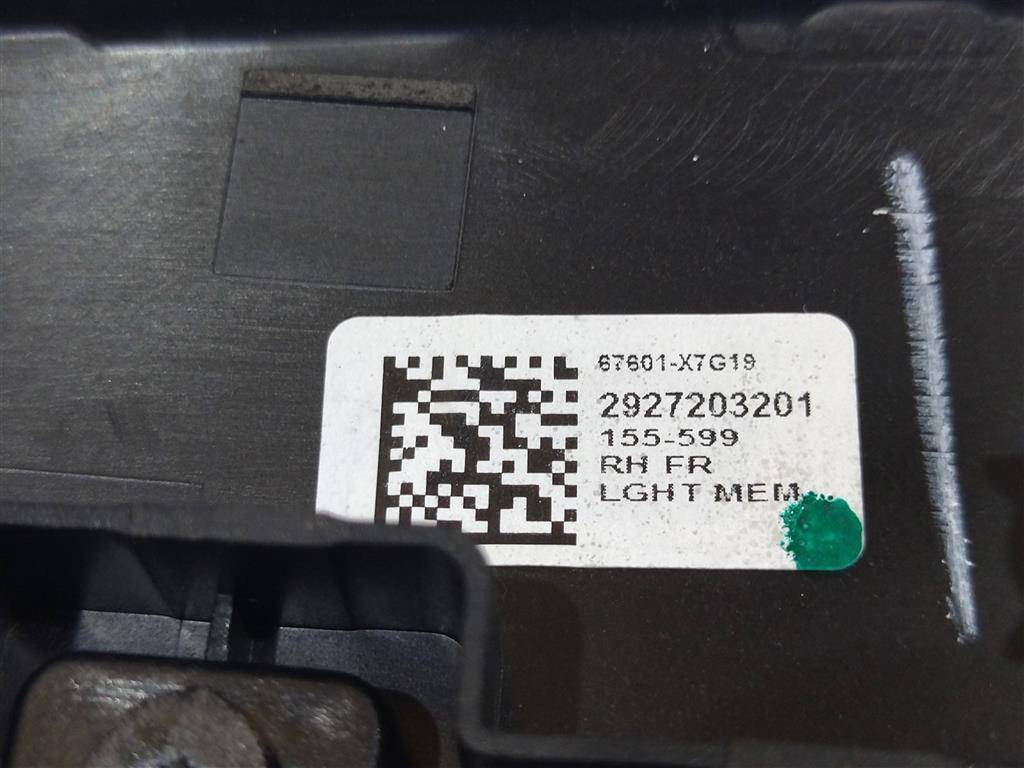 67601-X7G19
2927203201
155-599
RH FR
LGHT MEM